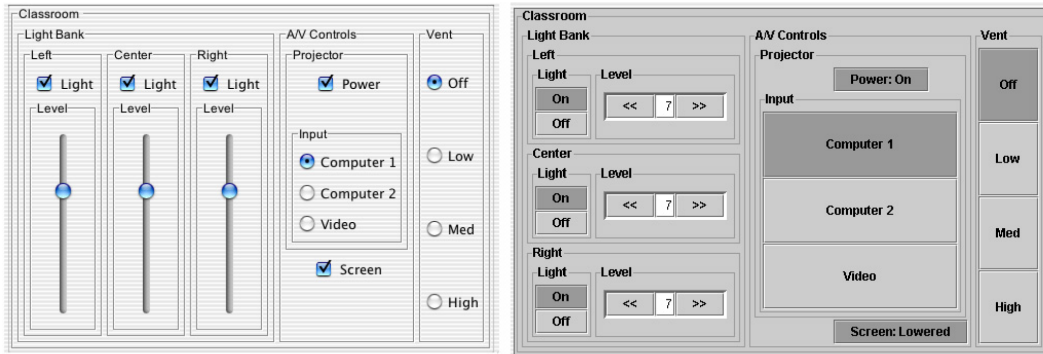 Classroom
Light Bank
Left
Light
Level
Center
Light
Level
Right
Light
Level
A/V Controls
Projector
Power
Input
Computer 1
Computer 2
Video
Screen
Vent
Off
Low
Med
High
Classroom
Light Bank
Left
Light
On
Off
Level
<< 7 >>
Center
Light
On
Off
Level
<< 7 >>
Right
Light
On
Off
Level
<< 7 >>
A/V Controls
Projector
Power: On
Input
Computer 1
Computer 2
Video
Screen: Lowered
Vent
Off
Low
Med
High